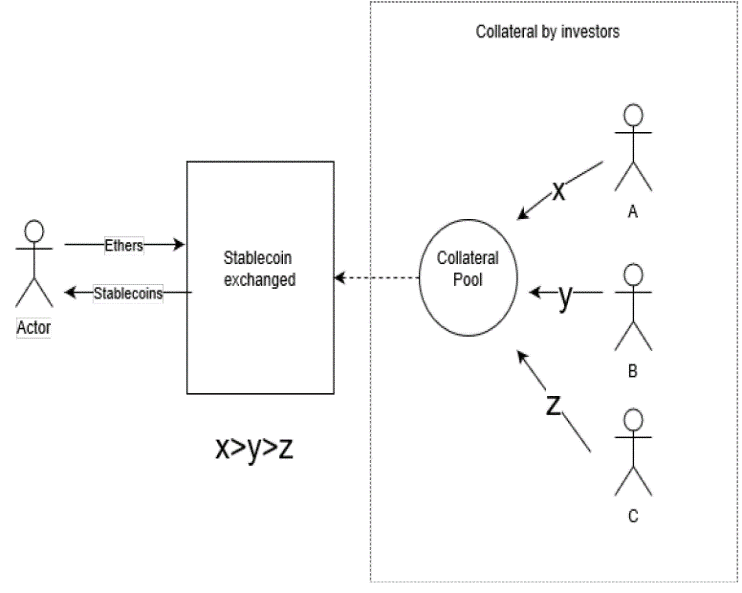 Collateral by investors
x
A
Ethers
Stablecoin
exchanged
Collateral
Pool
Stablecoins
y
Actor
B
z
x>y>z
C